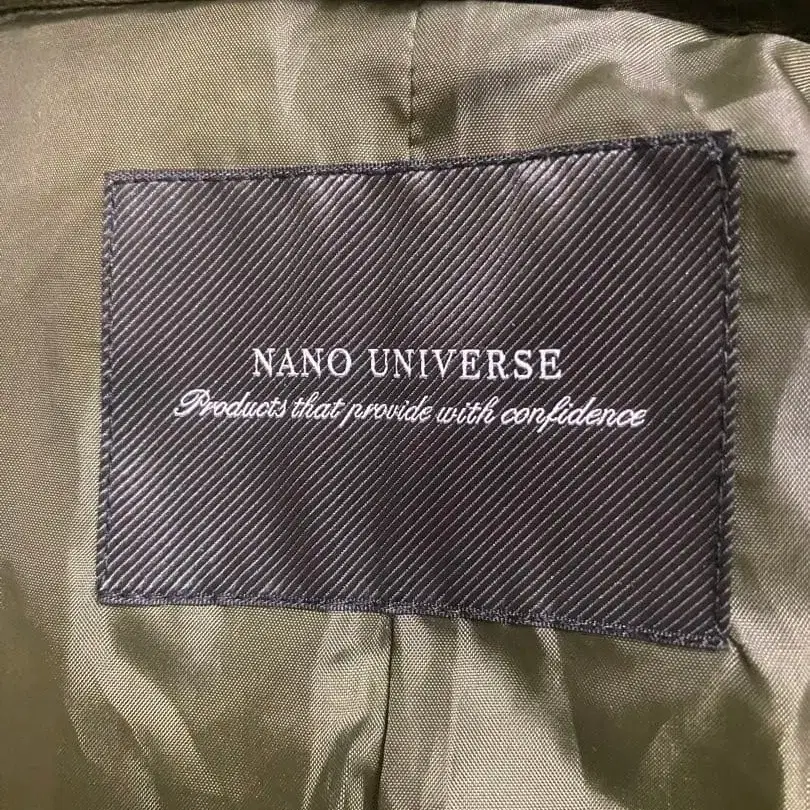 NANO UNIVERSE
Products that provide with confidence